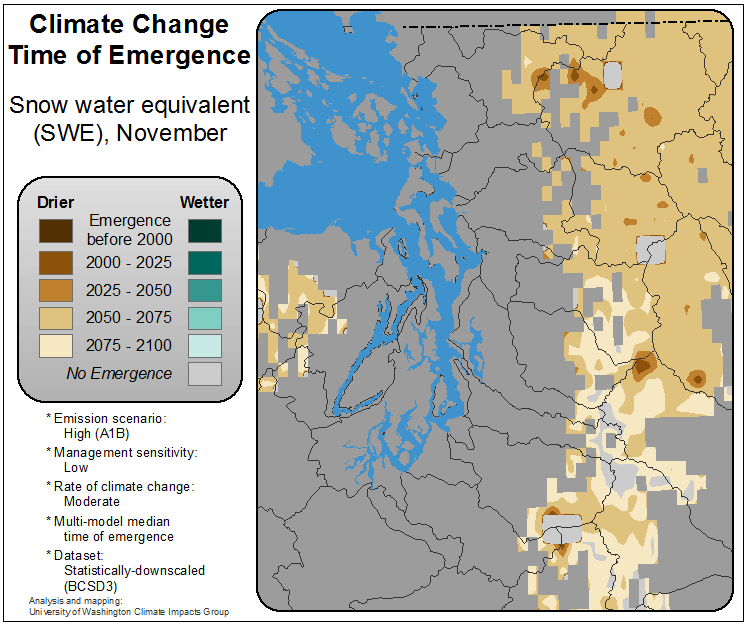 Climate Change
Time of Emergence
Snow water equivalent
(SWE), November
Drier Wetter
Emergence
before 2000
2000 - 2025
2025 - 2050
2050 - 2075
2075 - 2100
No Emergence
* Emission scenario:
High (A1B)
* Management sensitivity:
Low
* Rate of climate change:
Moderate
* Multi-model median
time of emergence
* Dataset:
Statistically-downscaled
(BCSD3)
Analysis and mapping:
University of Washington Climate Impacts Group